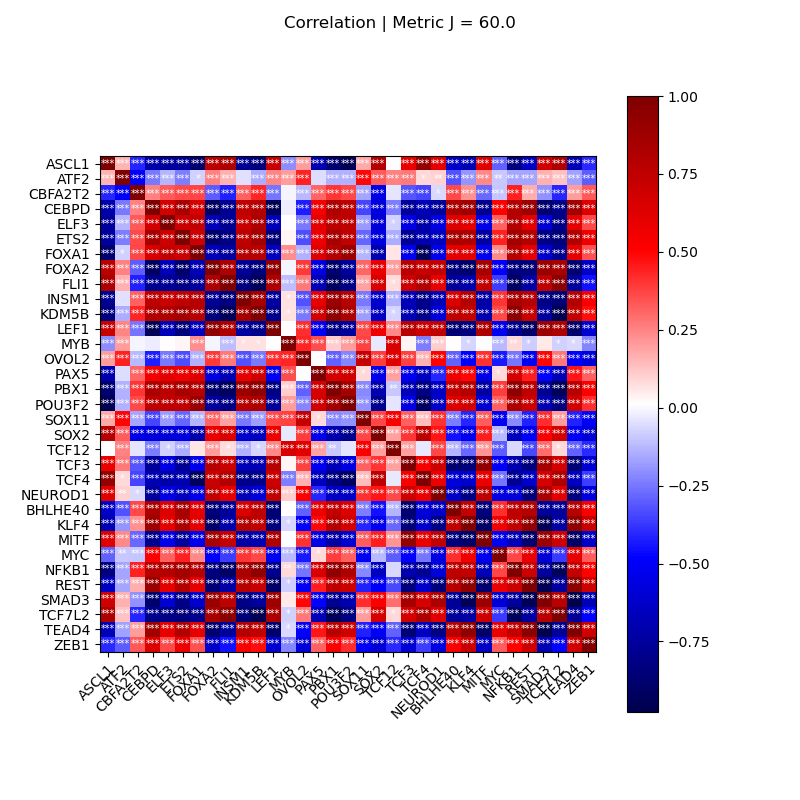 Correlation | Metric J = 60.0
ASCL1
ATF2
CBFA2T2
CEBPD
ELF3
ETS2
FOXA1
FOXA2
FLI1
INSM1
KDM5B
LEF1
MYB
OVOL2
PAX5
PBX1
POU3F2
SOX11
SOX2
TCF12
TCF3
TCF4
NEUROD1
BHLHE40
KLF4
MITF
MYC
NFKB1
REST
SMAD3
TCF7L2
TEAD4
ZEB1
ASCL1
ATF2
CBFA2T2
CEBPD
ELF3
ETS2
FOXA1
FOXA2
FLI1
INSM1
KDM5B
LEF1
MYB
OVOL2
PAX5
PBX1
POU3F2
SOX11
SOX2
TCF12
TCF3
TCF4
NEUROD1
BHLHE40
KLF4
MITF
MYC
NFKB1
REST
SMAD3
TCF7L2
TEAD4
ZEB1
1.00
0.75
0.50
0.25
0.00
−0.25
−0.50
−0.75